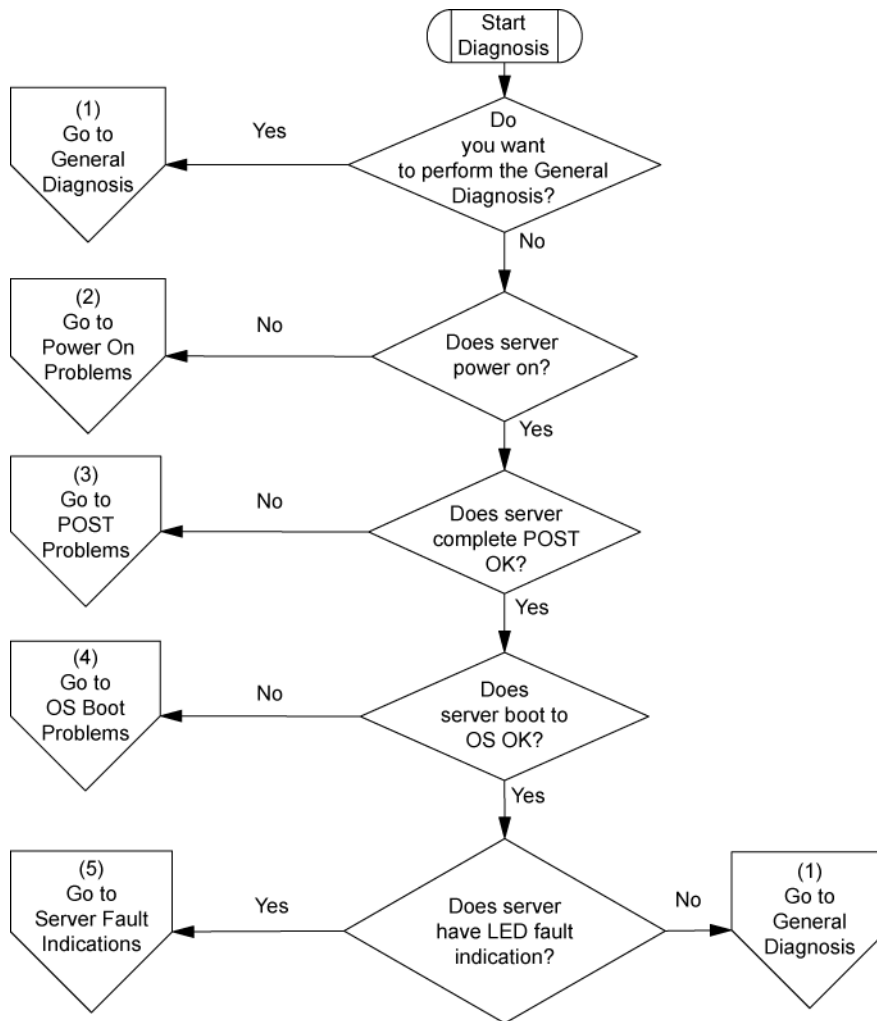 Start
Diagnosis
(1)
Go to
General
Diagnosis
Yes
Do
you want
to perform the General
Diagnosis?
No
(2)
Go to
Power On
Problems
No
Does server
power on?
Yes
(3)
Go to
POST
Problems
No
Does server
complete POST
OK?
Yes
(4)
Go to
OS Boot
Problems
No
Does
server boot to
OS OK?
Yes
(5)
Go to
Server Fault
Indications
Yes
Does server
have LED fault
indication?
No
(1)
Go to
General
Diagnosis